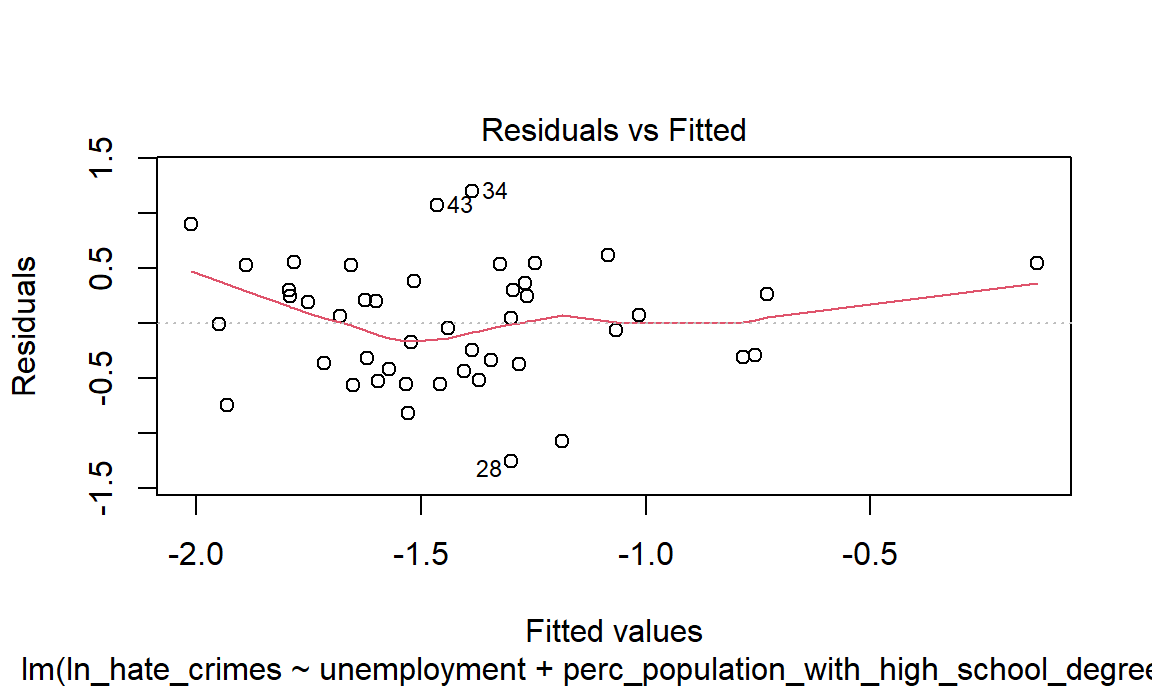 Residuals vs Fitted
1.5
0.5
-0.5
-1.5
Residuals
34
43
28
-2.0 -1.5 -1.0 -0.5
Fitted values
lm(ln_hate_crimes ~ unemployment + perc_population_with_high_school_degree